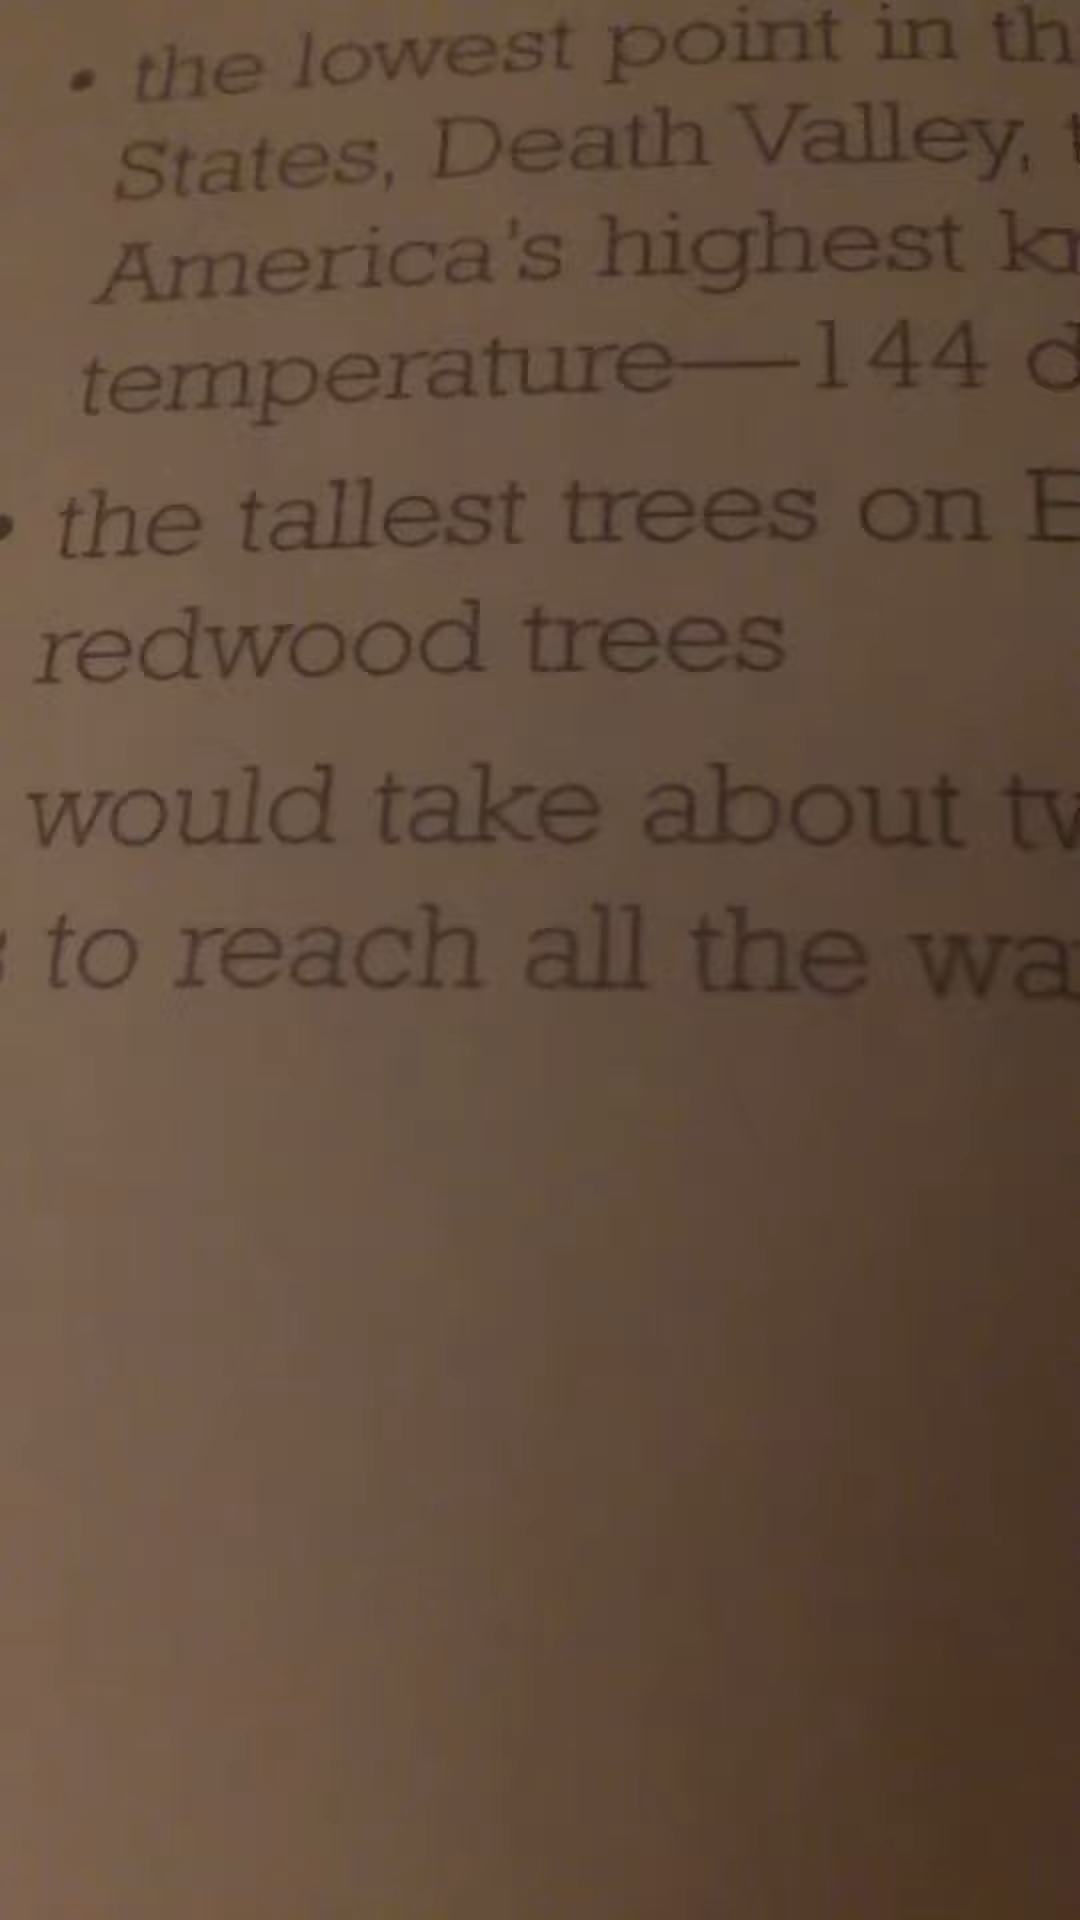 • the lowest point in
States, Death Valley,
America's highest
temperature—144
• the tallest trees on
redwood trees
would take about
to reach all the